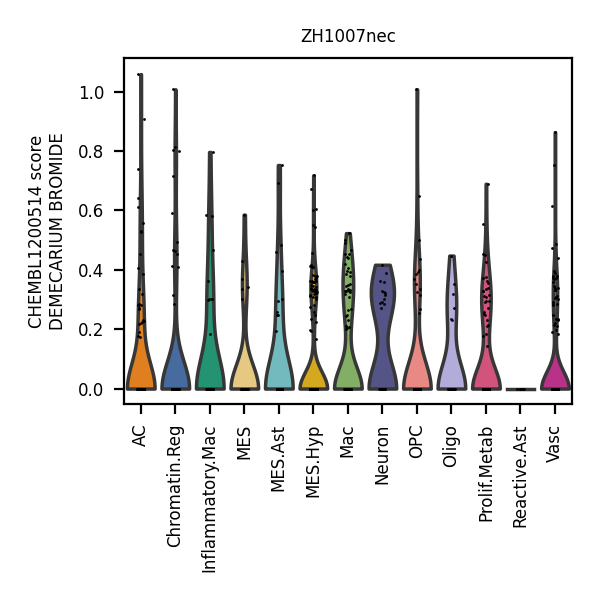 ZH1007nec
CHEMBL1200514 score
DEMECARIUM BROMIDE
1.0
0.8
0.6
0.4
0.2
0.0
AC
Chromatin.Reg
Inflammatory.Mac
MES
MES.Ast
MES.Hyp
Mac
Neuron
OPC
Oligo
Prolif.Metab
Reactive.Ast
Vasc